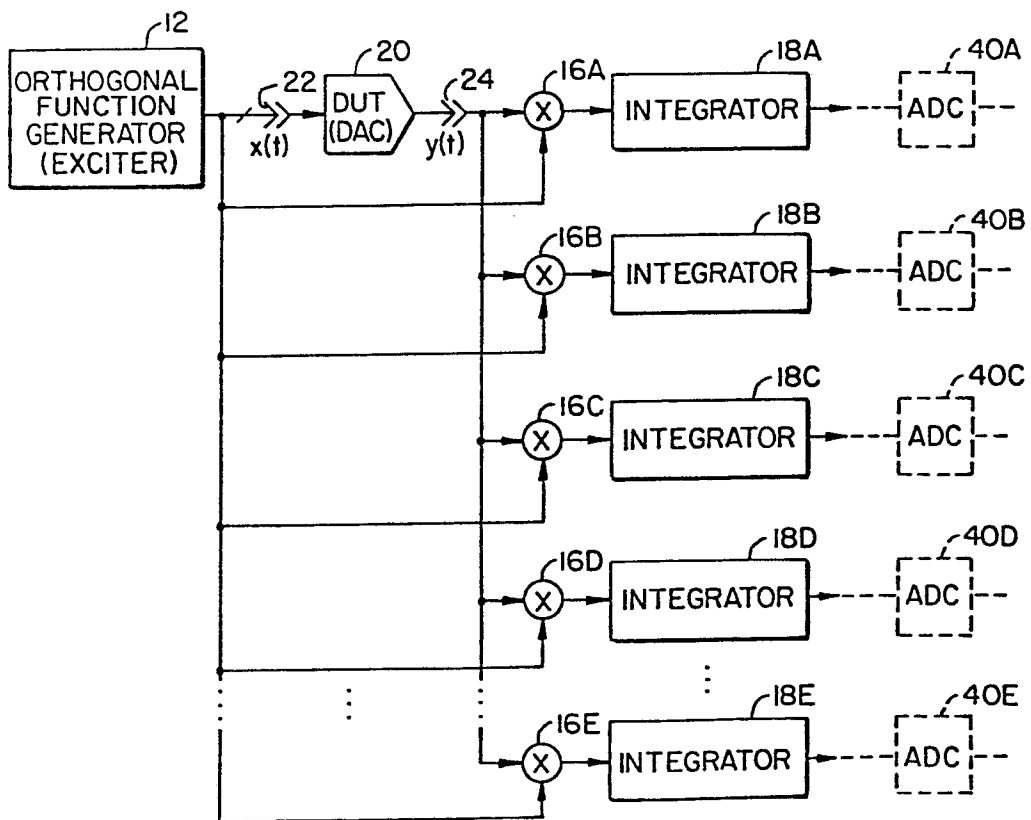 12
ORTHOGONAL
FUNCTION
GENERATOR
(EXCITER)
22
x(t)
20
DUT
(DAC)
24
y(t)
16A
X
18A
INTEGRATOR
40A
ADC
16B
X
18B
INTEGRATOR
40B
ADC
16C
X
18C
INTEGRATOR
40C
ADC
16D
X
18D
INTEGRATOR
40D
ADC
16E
X
18E
INTEGRATOR
40E
ADC